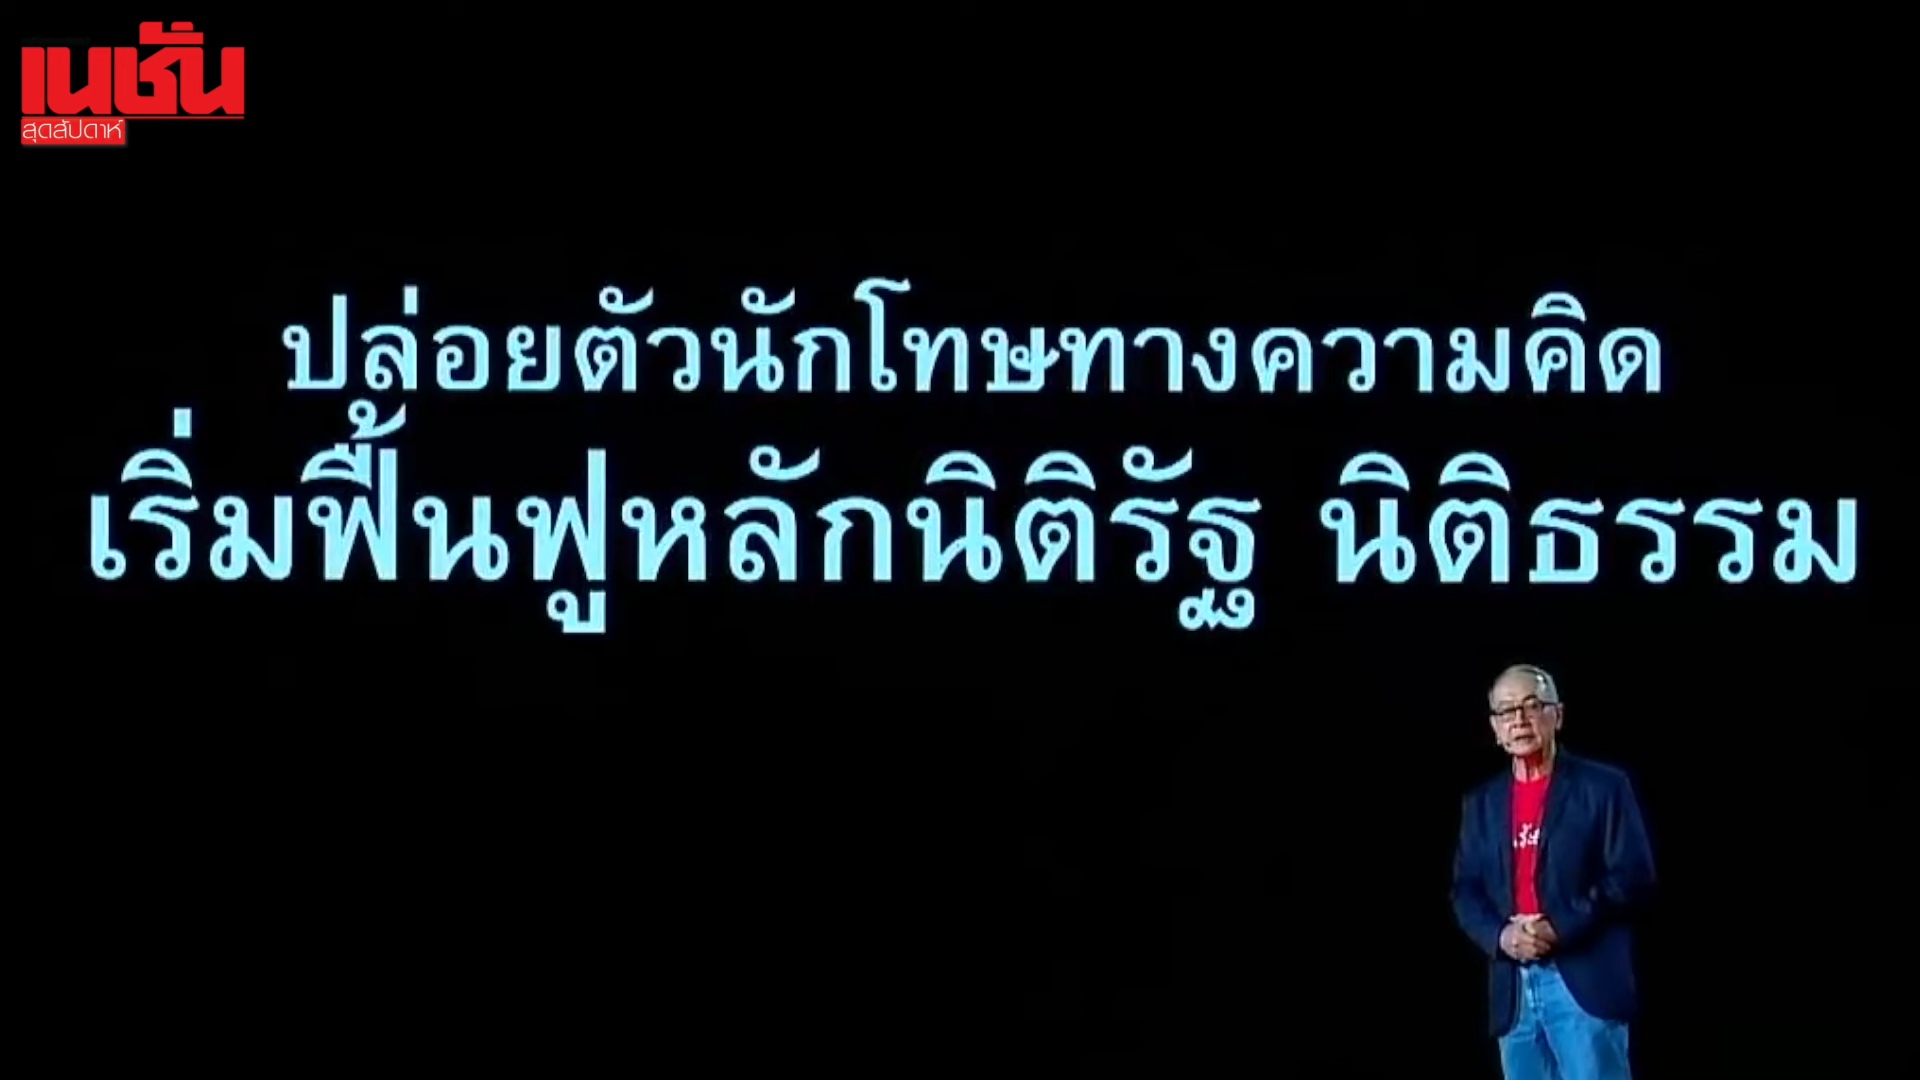 เนชั่น
สุดสัปดาห์
ปล่อยตัวนักโทษทางความคิด
เริ่มฟื้นฟูหลักนิติรัฐ นิติธรรม